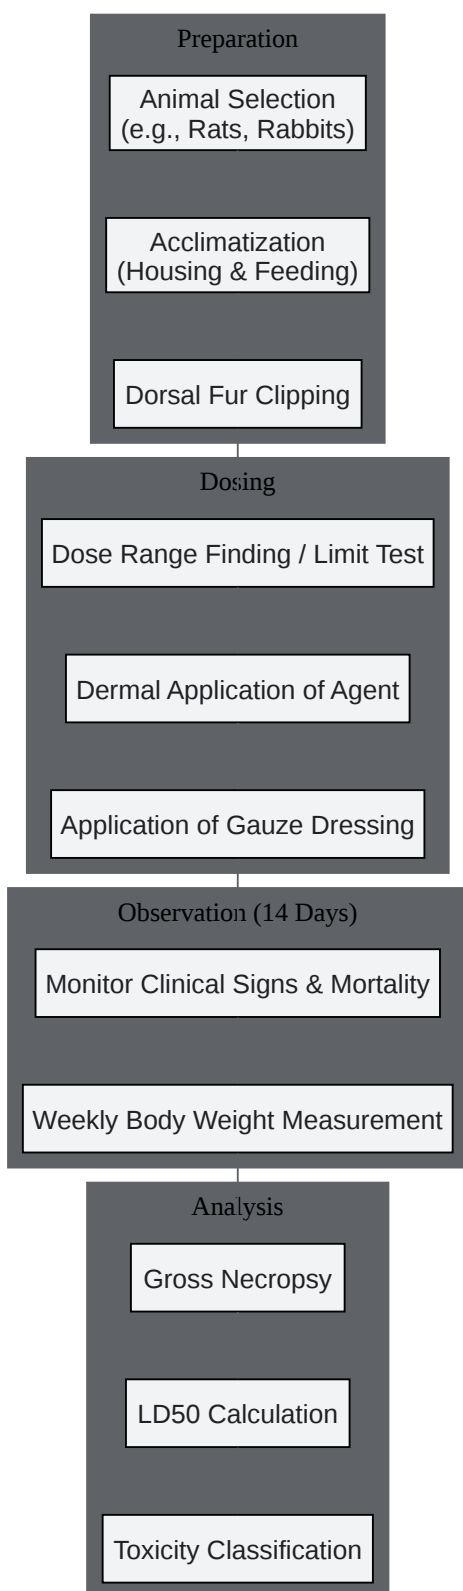 Preparation
Animal Selection
(e.g., Rats, Rabbits)
Acclimatization
(Housing & Feeding)
Dorsal Fur Clipping
Dosing
Dose Range Finding / Limit Test
Dermal Application of Agent
Application of Gauze Dressing
Observation (14 Days)
Monitor Clinical Signs & Mortality
Weekly Body Weight Measurement
Analysis
Gross Necropsy
LD50 Calculation
Toxicity Classification